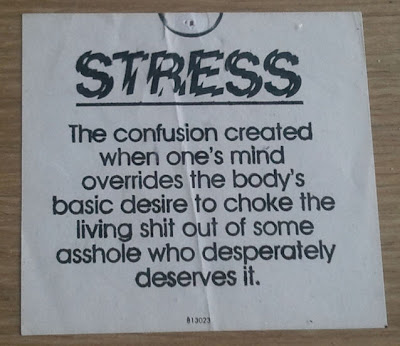 STRESS
The confusion created
when one's mind
overrides the body's
basic desire to choke the
living shit out of some
asshole who desperately
deserves it.
813023